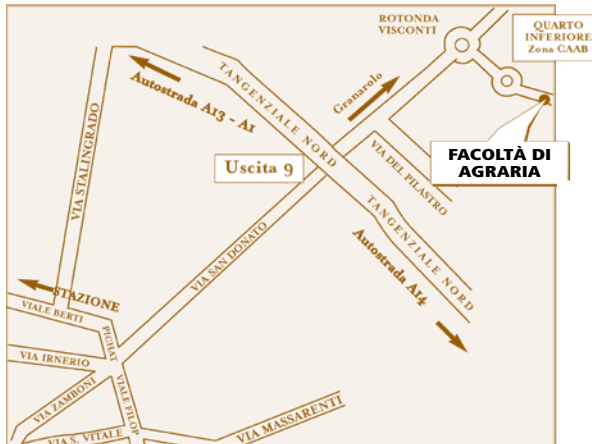 ROTONDA
VISCONTI
QUARTO
INFERIORE
Zona CAAB
Autostrada A13 - A1
TANGENZIALE NORD
Granarolo
FACOLTÀ DI
AGRARIA
Uscita 9
VIA DEL PILASTRO
VIA STALINGRADO
VIA SAN DONATO
TANGENZIALE NORD
Autostrada A14
STAZIONE
VIALE BERTI
PICHAT
VIA IRNERIO
VIALE FILOP
VIA ZAMBONI
VIA MASSARENTI
VIA S. VITALE